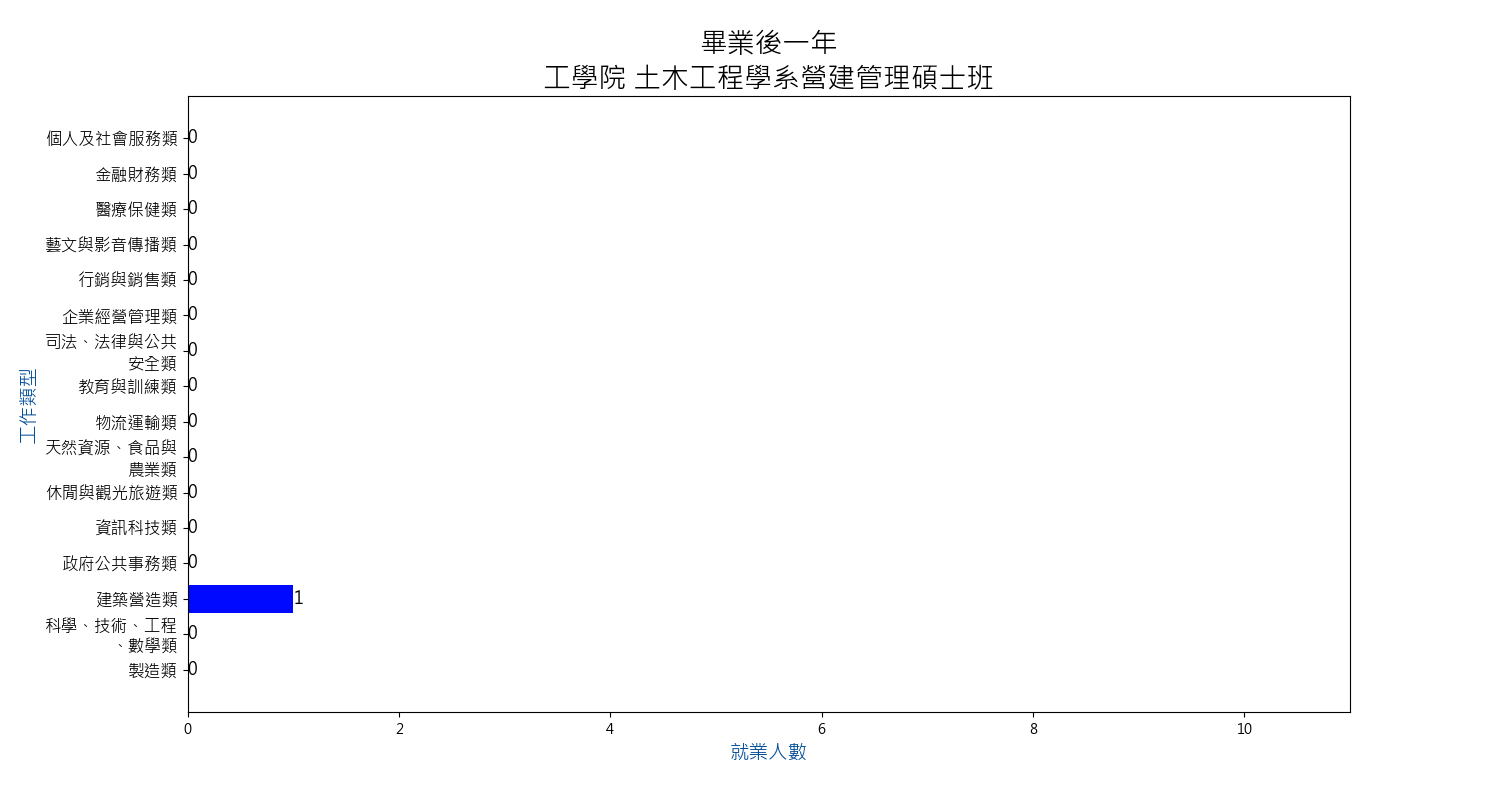 畢業後一年
工學院 土木工程學系營建管理碩士班
個人及社會服務類
0
金融財務類
0
醫療保健類
0
藝文與影音傳播類
0
行銷與銷售類
0
企業經營管理類
0
司法、法律與公共
安全類
0
教育與訓練類
0
物流運輸類
0
天然資源、食品與
農業類
0
休閒與觀光旅遊類
0
資訊科技類
0
政府公共事務類
0
建築營造類
1
科學、技術、工程
、數學類
0
製造類
0
工作類型
0 2 4 6 8 10
就業人數